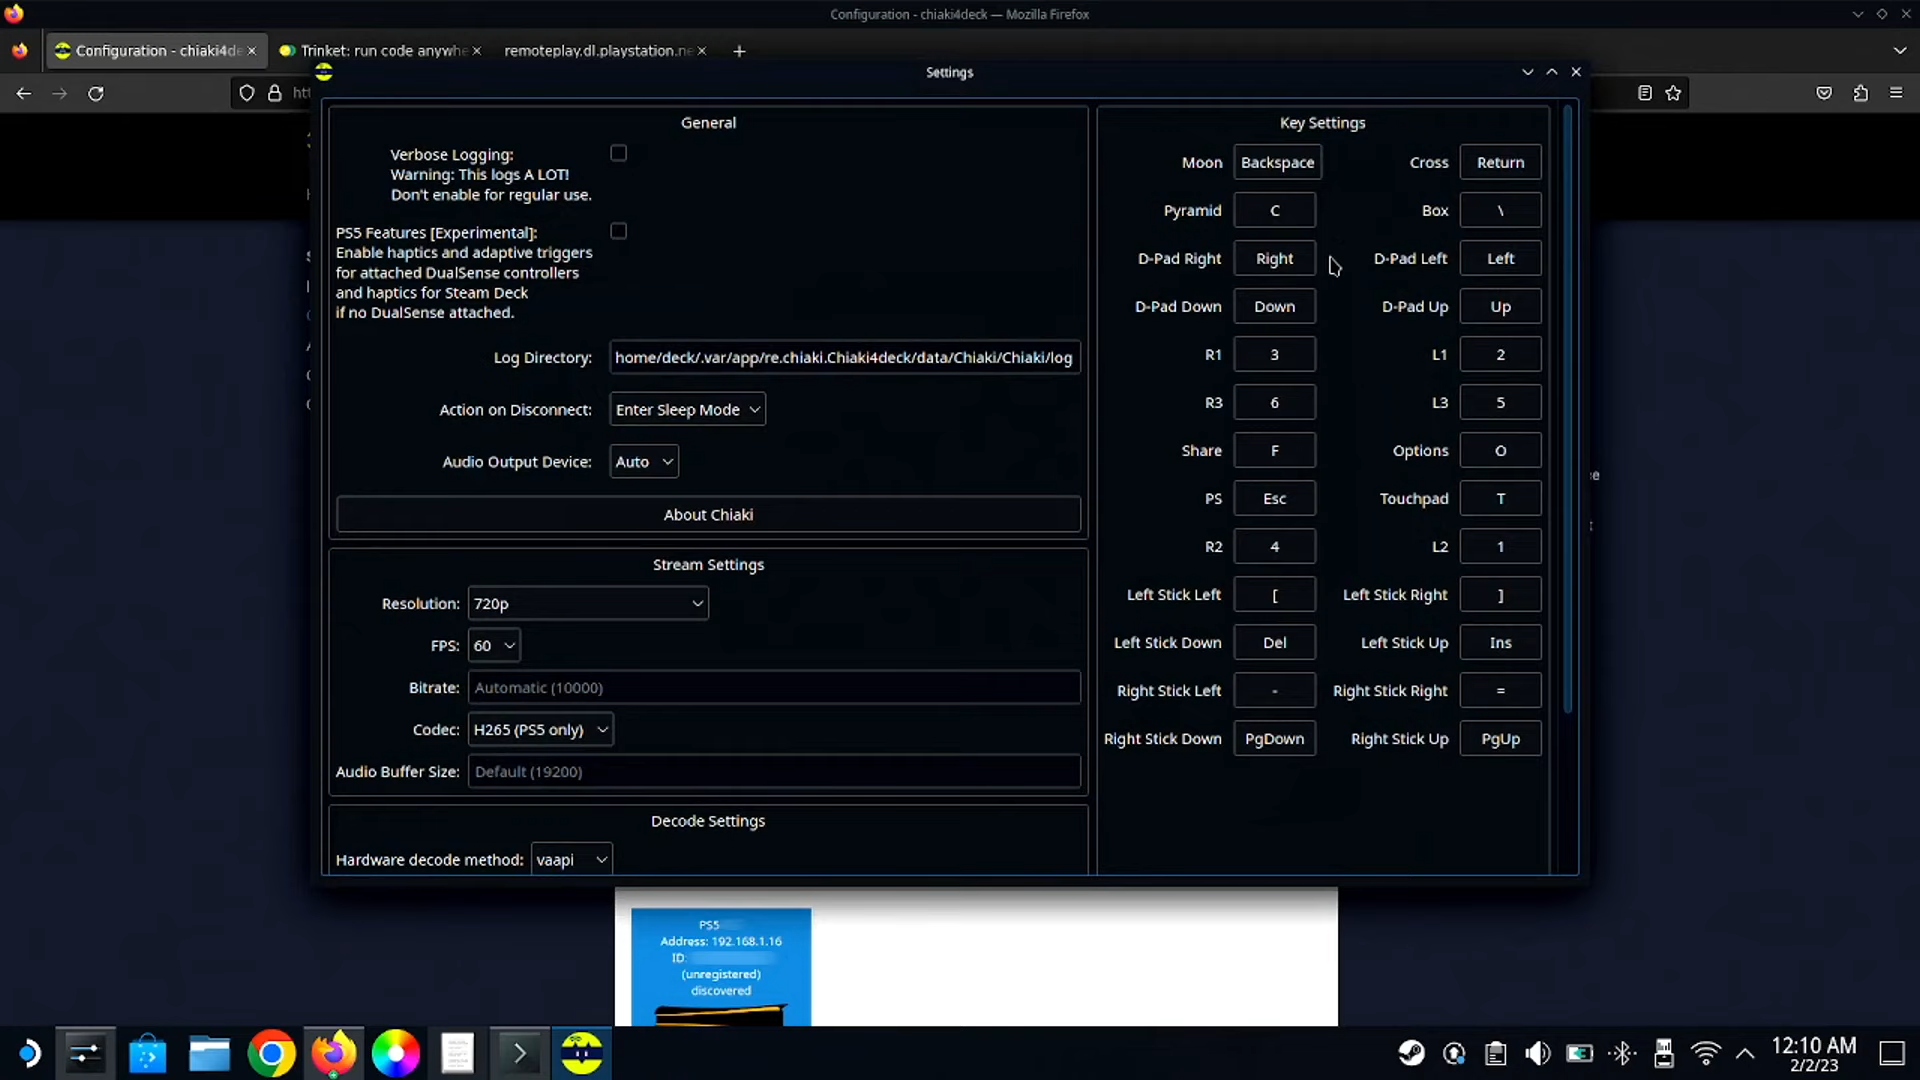 Configuration - chiaki4deck — Mozilla Firefox
Configuration - chiaki4de
Trinket: run code anywhe
remoteplay.dl.playstation.ne
Settings
General
Verbose Logging:
Warning: This logs A LOT!
Don't enable for regular use.
PS5 Features [Experimental]:
Enable haptics and adaptive triggers
for attached DualSense controllers
and haptics for Steam Deck
if no DualSense attached.
Log Directory: home/deck/.var/app/re.chiaki.Chiaki4deck/data/Chiaki/Chiaki/log
Action on Disconnect: Enter Sleep Mode
Audio Output Device: Auto
About Chiaki
Stream Settings
Resolution: 720p
FPS: 60
Bitrate: Automatic (10000)
Codec: H265 (PS5 only)
Audio Buffer Size: Default (19200)
Decode Settings
Hardware decode method: vaapi
Key Settings
Moon Backspace Cross Return
Pyramid C Box \
D-Pad Right Right D-Pad Left Left
D-Pad Down Down D-Pad Up Up
R1 3 L1 2
R3 6 L3 5
Share F Options O
PS Esc Touchpad T
R2 4 L2 1
Left Stick Left [ Left Stick Right ]
Left Stick Down Del Left Stick Up Ins
Right Stick Left - Right Stick Right =
Right Stick Down PgDown Right Stick Up PgUp
PS5
Address: 192.168.1.16
ID:
(unregistered)
discovered
12:10 AM
2/2/23